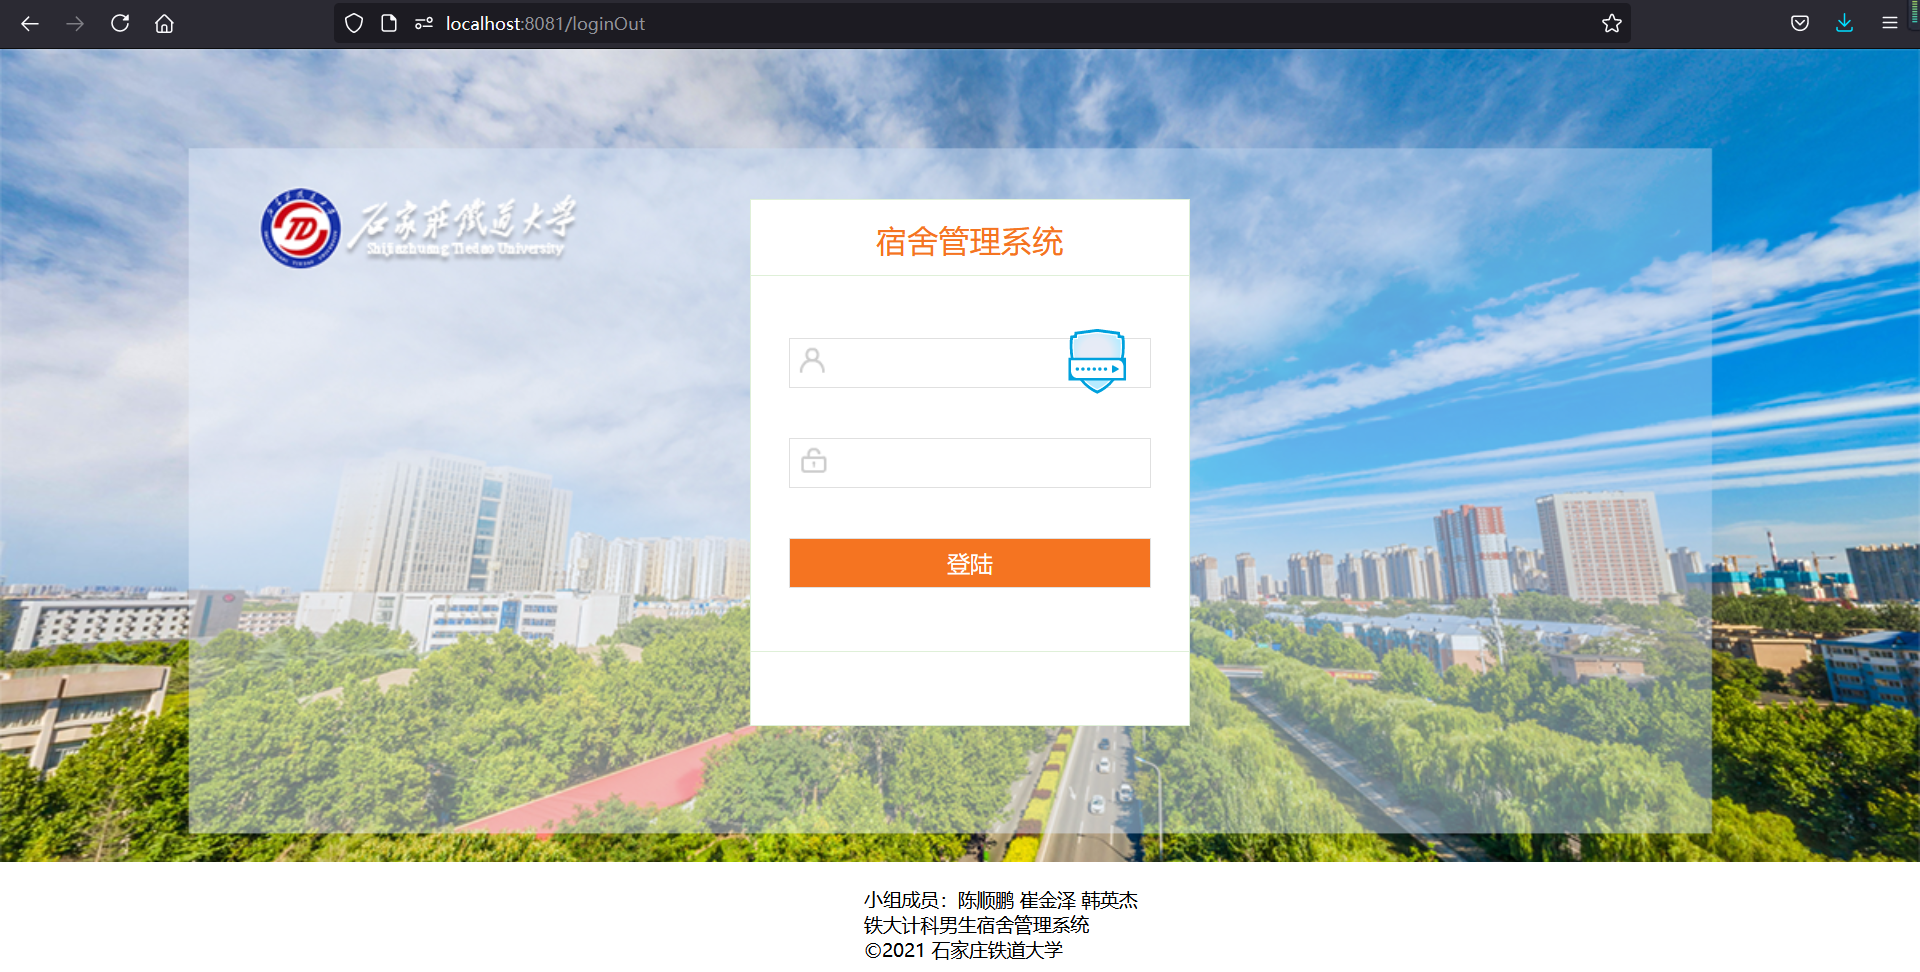 localhost:8081/loginOut
石家莊鐵道大学
Shijiazhuang Tiedao University
宿舍管理系统
登陆
小组成员：陈顺鹏 崔金泽 韩英杰
铁大计科男生宿舍管理系统
©2021 石家庄铁道大学